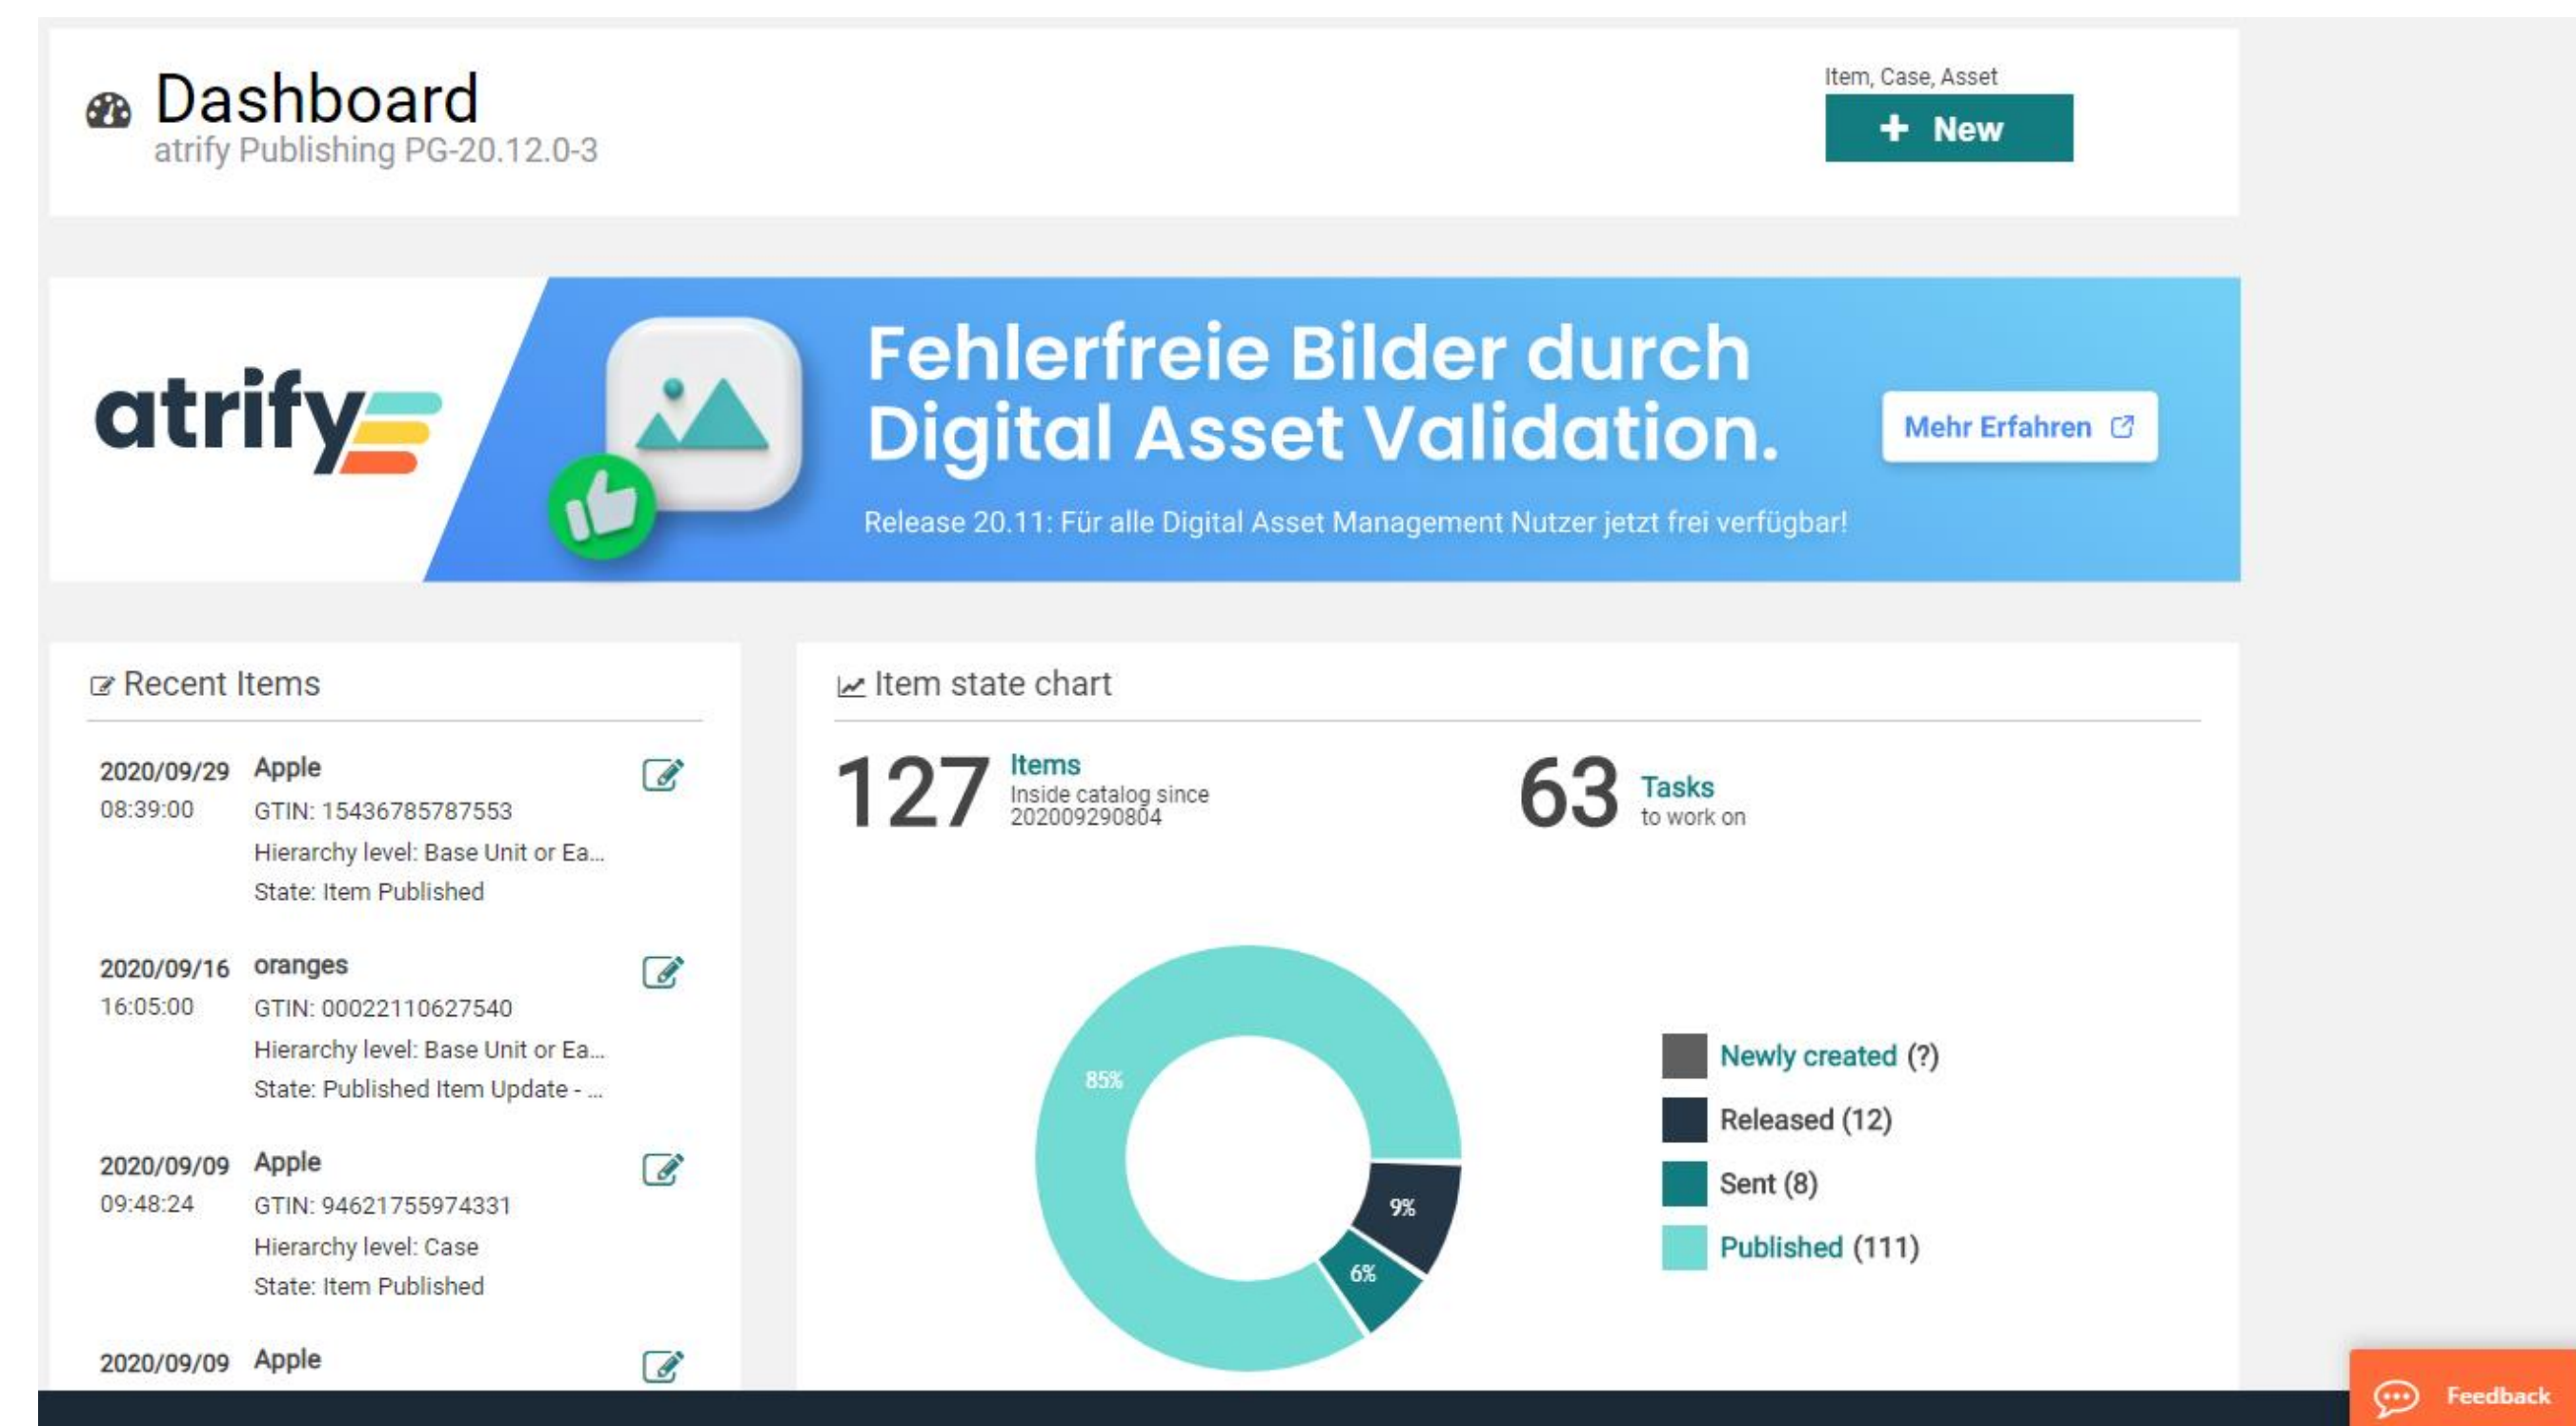 Dashboard
atrify Publishing PG-20.12.0-3
Item, Case, Asset
+ New
atrify
Fehlerfreie Bilder durch
Digital Asset Validation.
Release 20.11: Für alle Digital Asset Management Nutzer jetzt frei verfügbar!
Mehr Erfahren
Recent Items
2020/09/29 Apple
08:39:00 GTIN: 15436785787553
Hierarchy level: Base Unit or Ea...
State: Item Published
2020/09/16 oranges
16:05:00 GTIN: 00022110627540
Hierarchy level: Base Unit or Ea...
State: Published Item Update - ...
2020/09/09 Apple
09:48:24 GTIN: 94621755974331
Hierarchy level: Case
State: Item Published
2020/09/09 Apple
Item state chart
127 Items
Inside catalog since
202009290804
63 Tasks
to work on
85%
9%
6%
Newly created (?)
Released (12)
Sent (8)
Published (111)
Feedback